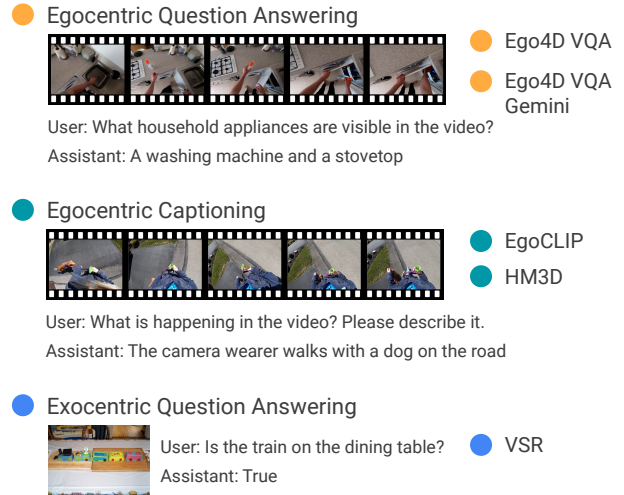 Egocentric Question Answering
Ego4D VQA
Ego4D VQA
Gemini
User: What household appliances are visible in the video?
Assistant: A washing machine and a stovetop
Egocentric Captioning
EgoCLIP
HM3D
User: What is happening in the video? Please describe it.
Assistant: The camera wearer walks with a dog on the road
Exocentric Question Answering
User: Is the train on the dining table?
VSR
Assistant: True